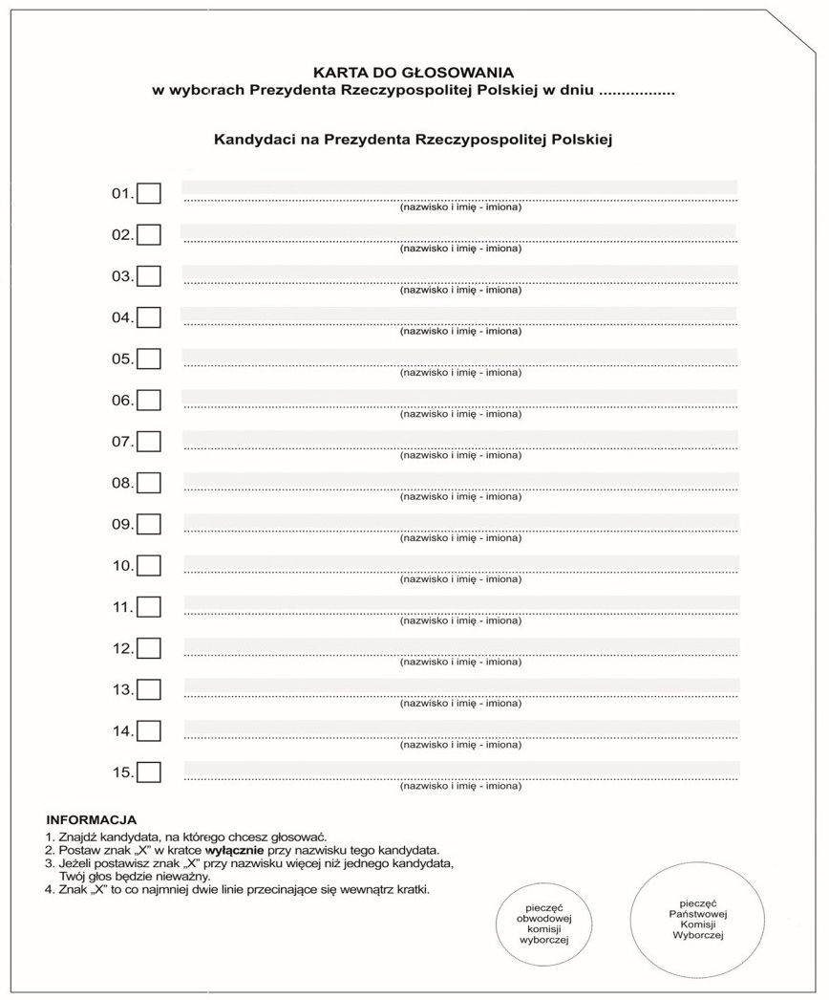 KARTA DO GŁOSOWANIA
w wyborach Prezydenta Rzeczypospolitej Polskiej w dniu .................
Kandydaci na Prezydenta Rzeczypospolitej Polskiej
01.
(nazwisko i imię - imiona)
02.
(nazwisko i imię - imiona)
03.
(nazwisko i imię - imiona)
04.
(nazwisko i imię - imiona)
05.
(nazwisko i imię - imiona)
06.
(nazwisko i imię - imiona)
07.
(nazwisko i imię - imiona)
08.
(nazwisko i imię - imiona)
09.
(nazwisko i imię - imiona)
10.
(nazwisko i imię - imiona)
11.
(nazwisko i imię - imiona)
12.
(nazwisko i imię - imiona)
13.
(nazwisko i imię - imiona)
14.
(nazwisko i imię - imiona)
15.
(nazwisko i imię - imiona)
INFORMACJA
1. Znajdź kandydata, na którego chcesz głosować.
2. Postaw znak „X” w kratce wyłącznie przy nazwisku tego kandydata.
3. Jeżeli postawisz znak „X” przy nazwisku więcej niż jednego kandydata,
Twój głos będzie nieważny.
4. Znak „X” to co najmniej dwie linie przecinające się wewnątrz kratki.
pieczęć
obwodowej
komisji
wyborczej
pieczęć
Państwowej
Komisji
Wyborczej